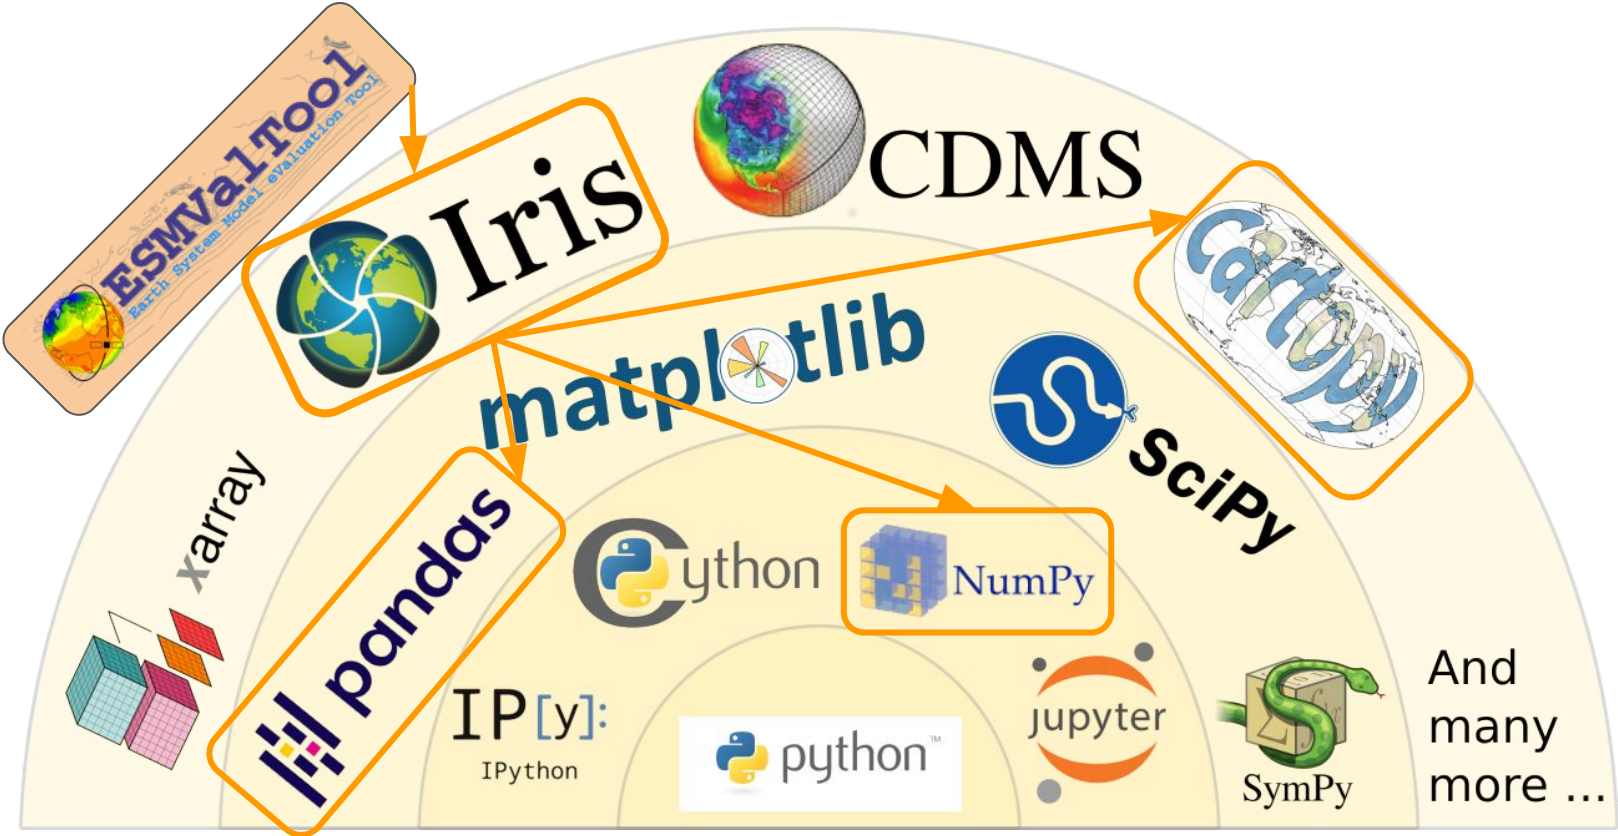 ESMValTool
Earth System Model eValuation Tool
Iris
CDMS
Cartopy
matplotlib
SciPy
xarray
pandas
Cython
NumPy
IP[y]:
IPython
python™
jupyter
SymPy
And
many
more ...